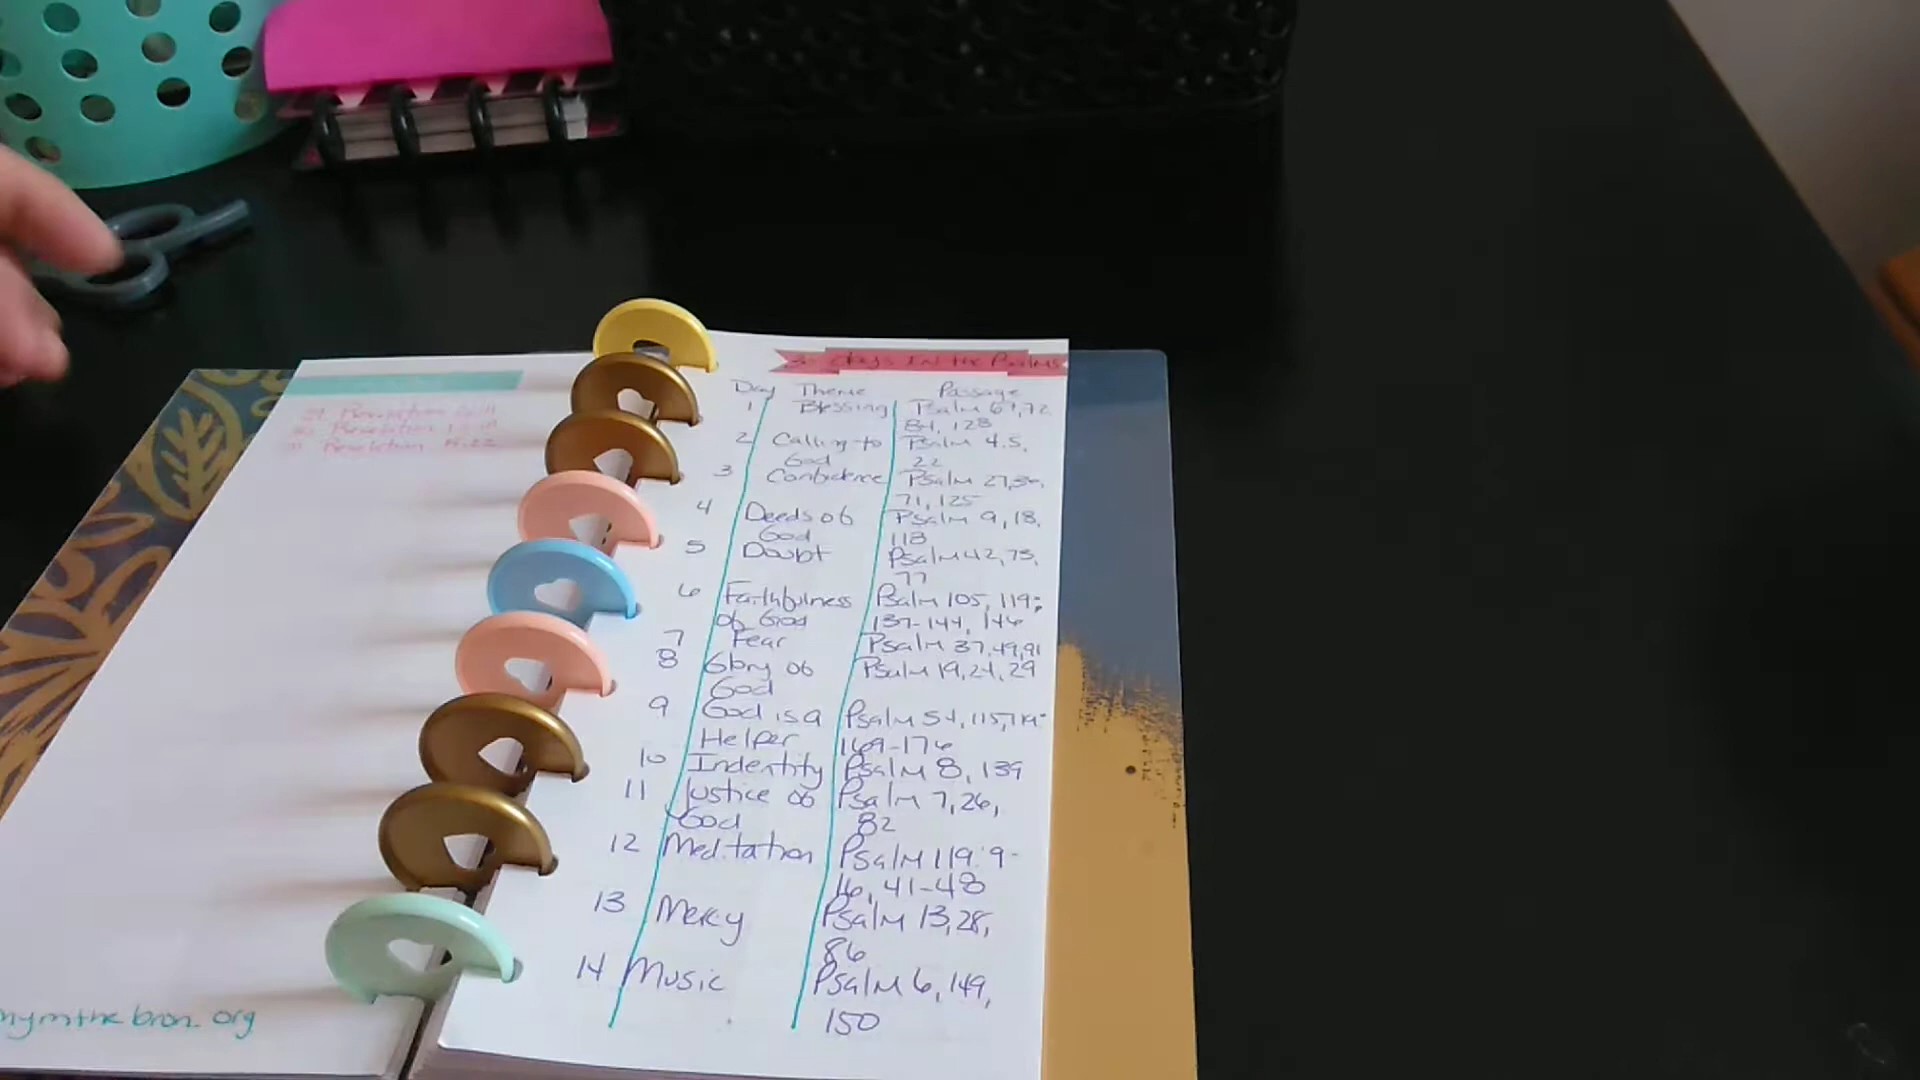 Revelation
Revelation
Revelation
org
Days In the Psalms
Day Theme Passage
1 Blessing Psalm 67,72
84, 128
2 Calling to Psalm 4,5,
God 22
3 Confidence Psalm 27,
71, 125
4 Deeds of Psalm 9, 18,
God 118
5 Doubt Psalm 42, 73,
77
6 Faithfulness Psalm 105, 119:
of God 137-144, 146
7 Fear Psalm 37,49,91
8 Glory of Psalm 19,24,29
God
9 God is a Psalm 54, 115, 119:
Helper 169-176
10 Indentity Psalm 8, 139
11 Justice of Psalm 7,26,
God 82
12 Meditation Psalm 119:9-
16, 41-48
13 Mercy Psalm 13,28,
86
14 Music Psalm 6, 149,
150